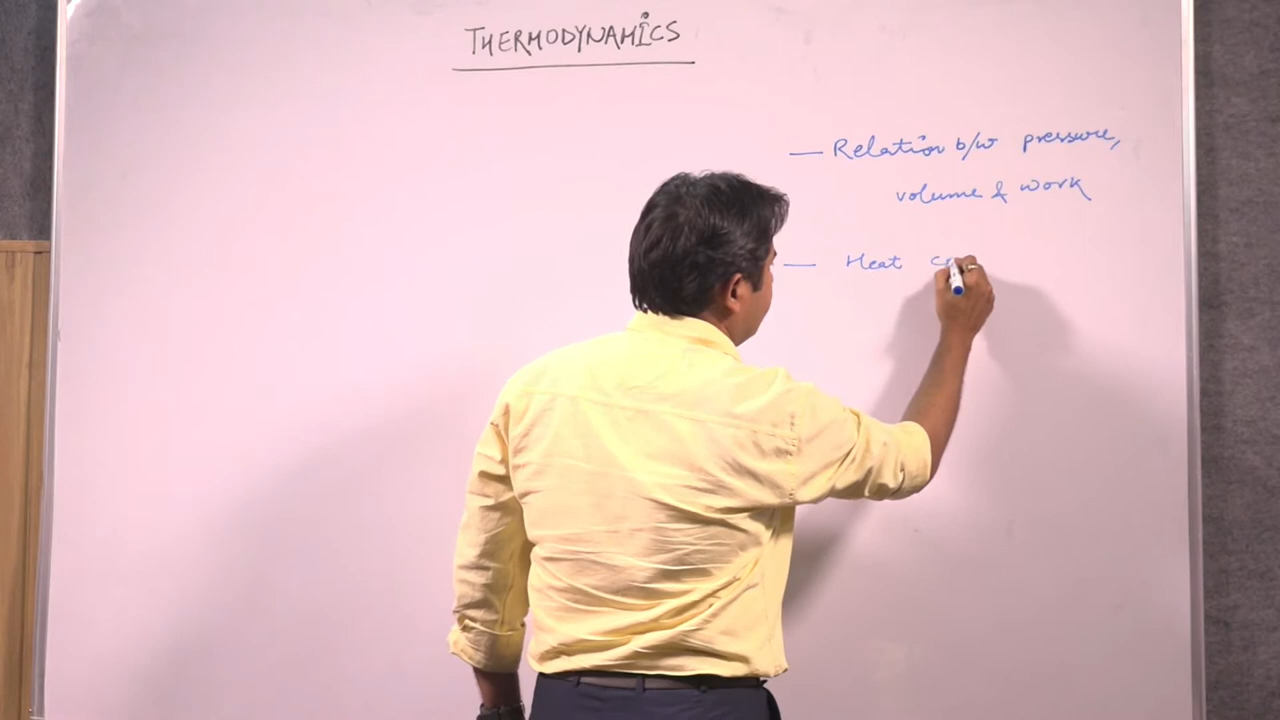 THERMODYNAMICS
— Relation b/w pressure,
volume & work
— Heat